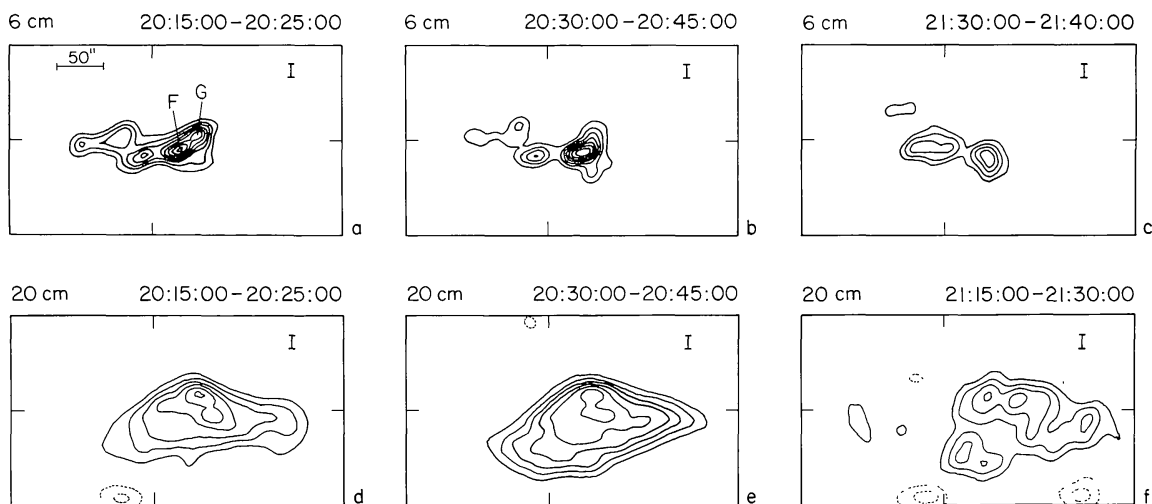 6 cm 20:15:00-20:25:00
6 cm 20:30:00-20:45:00
6 cm 21:30:00-21:40:00
50"
I
F
G
a
I
b
I
c
20 cm 20:15:00-20:25:00
20 cm 20:30:00-20:45:00
20 cm 21:15:00-21:30:00
I
d
I
e
I
f